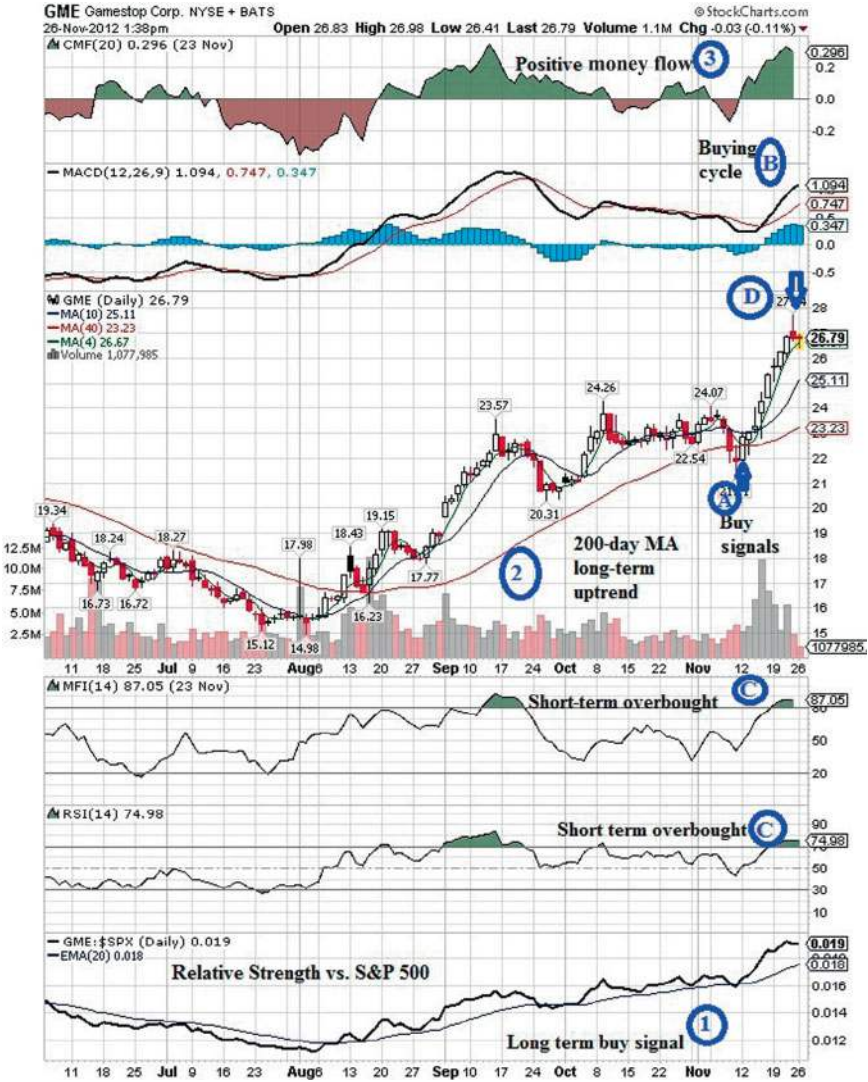 GME Gamestop Corp. NYSE + BATS © StockCharts.com
26-Nov-2012 1:38pm Open 26.83 High 26.98 Low 26.41 Last 26.79 Volume 1.1M Chg -0.03 (-0.11%)
CMF(20) 0.296 (23 Nov)
0.296
Positive money flow 3
0.2
0.0
-0.2
Buying
cycle
B
MACD(12,26,9) 1.094, 0.747, 0.347
1.094
0.747
0.347
0.0
-0.5
GME (Daily) 26.79
MA(10) 25.11
MA(40) 23.23
MA(4) 26.67
Volume 1,077,985
D
28
26.79
26
25.11
24
23.23
22
21
20
19
18
17
16
15
12.5M
10.0M
7.5M
5.0M
2.5M
19.34
18.24
18.27
16.73
16.72
15.12
17.98
14.98
18.43
16.23
19.15
17.77
23.57
20.31
24.26
22.54
24.07
A
Buy
signals
2
200-day MA
long-term
uptrend
1077985
11 18 25 Jul 9 16 23 Aug 6 13 20 27 Sep 10 17 24 Oct 8 15 22 Nov 12 19 26
MFI(14) 87.05 (23 Nov)
Short-term overbought C
87.05
80
50
20
RSI(14) 74.98
Short term overbought C
90
74.98
70
50
30
10
GME:$SPX (Daily) 0.019
EMA(20) 0.018
Relative Strength vs. S&P 500
0.019
0.018
0.016
0.014
0.012
Long term buy signal 1
11 18 25 Jul 9 16 23 Aug 6 13 20 27 Sep 10 17 24 Oct 8 15 22 Nov 12 19 26